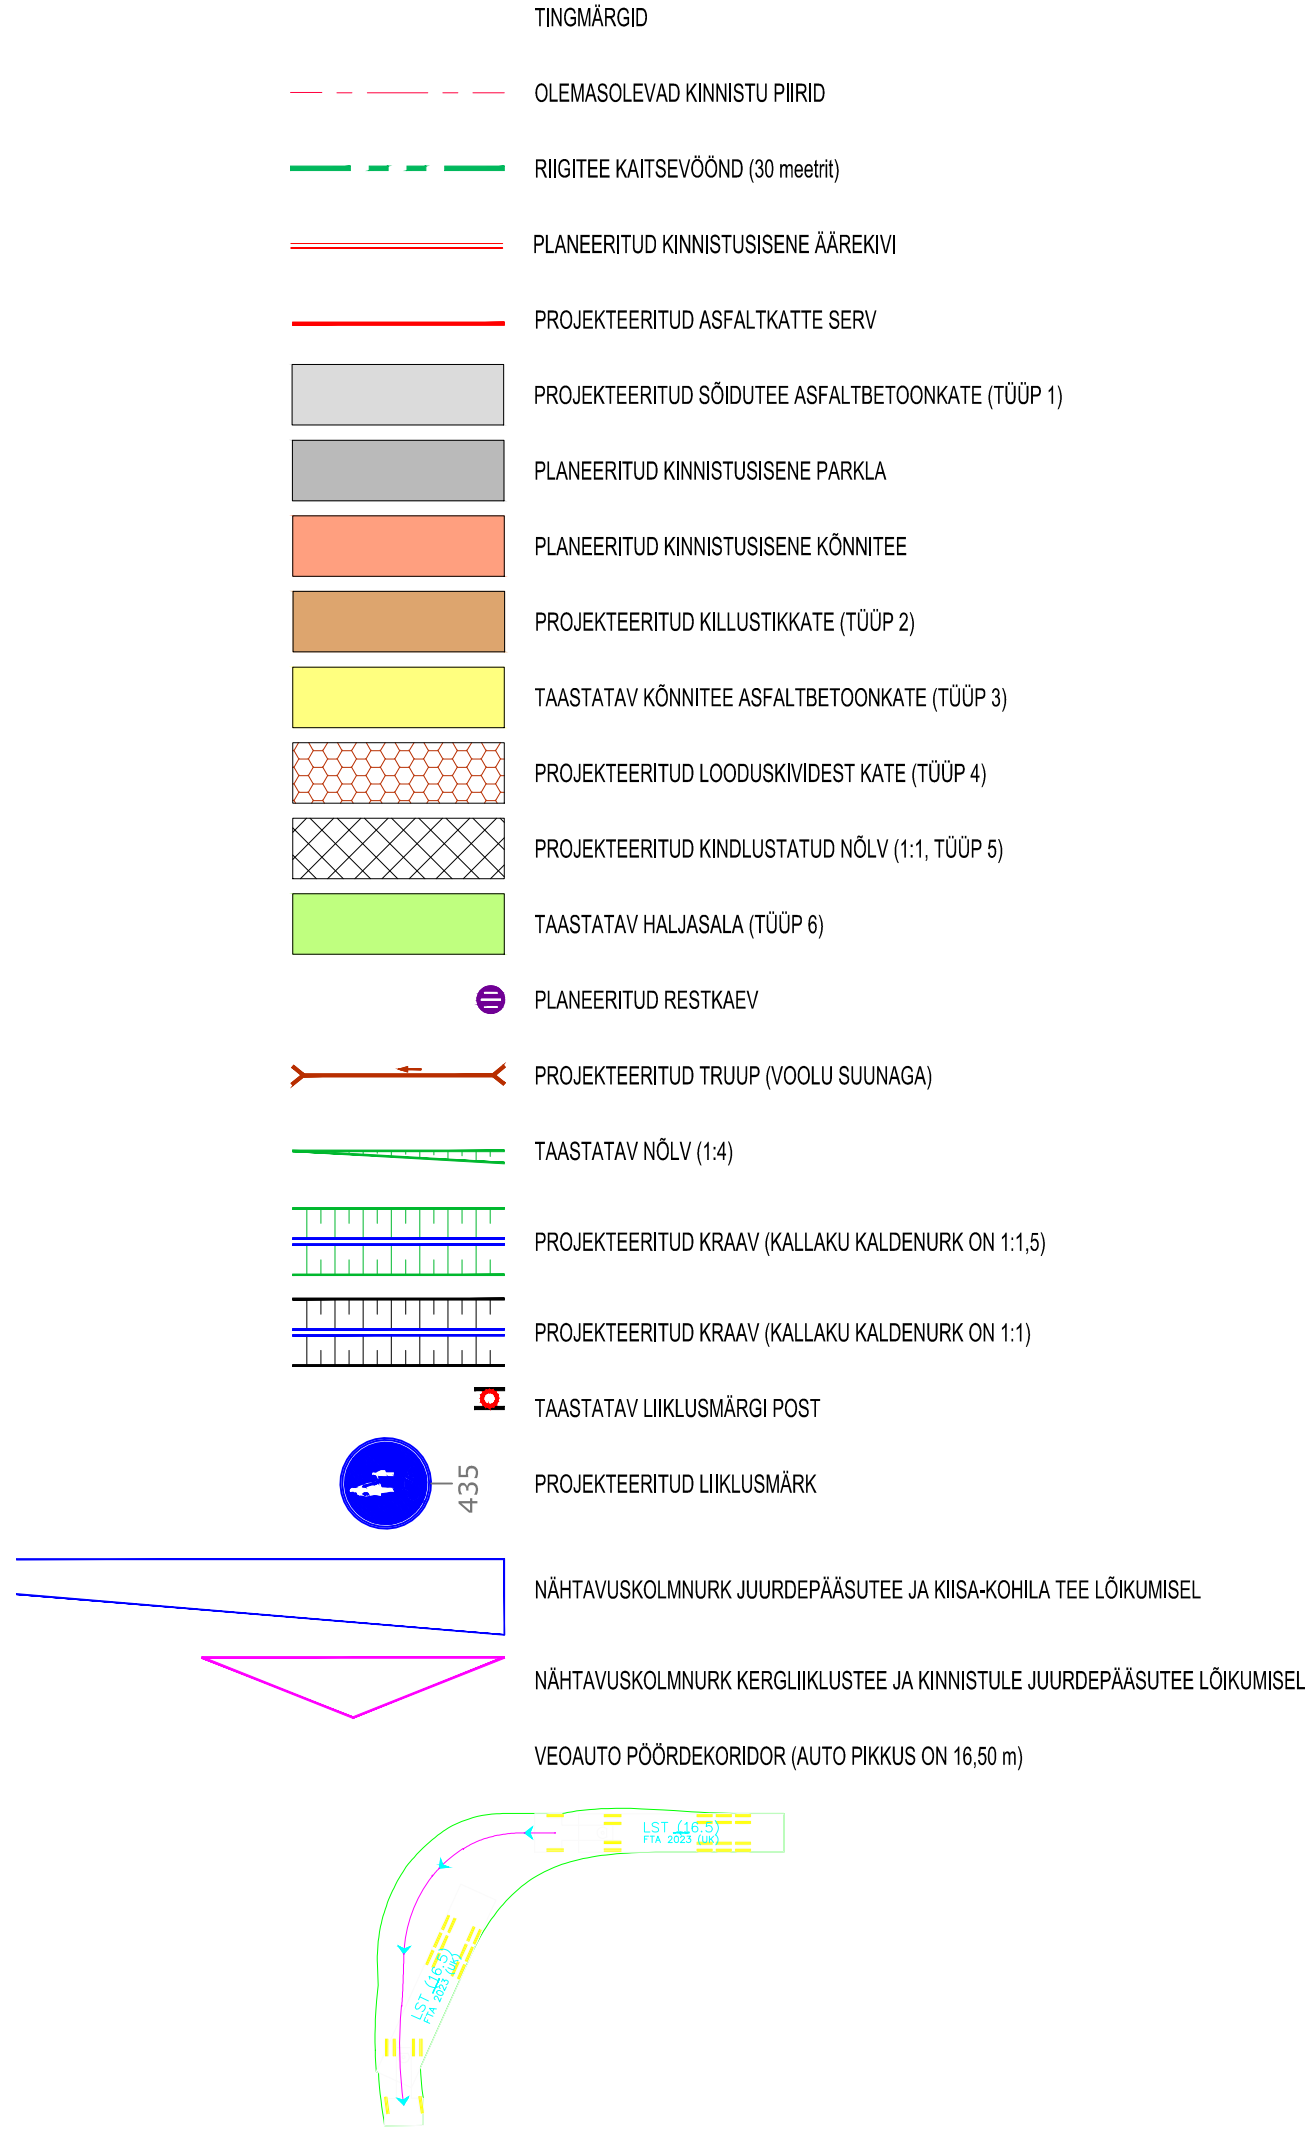 TINGMÄRGID
OLEMASOLEVAD KINNISTU PIIRID
RIIGITEE KAITSEVÖÖND (30 meetrit)
PLANEERITUD KINNISTUSISENE ÄÄREKIVI
PROJEKTEERITUD ASFALTKATTE SERV
PROJEKTEERITUD SÕIDUTEE ASFALTBETOONKATE (TÜÜP 1)
PLANEERITUD KINNISTUSISENE PARKLA
PLANEERITUD KINNISTUSISENE KÕNNITEE
PROJEKTEERITUD KILLUSTIKKATE (TÜÜP 2)
TAASTATAV KÕNNITEE ASFALTBETOONKATE (TÜÜP 3)
PROJEKTEERITUD LOODUSKIVIDEST KATE (TÜÜP 4)
PROJEKTEERITUD KINDLUSTATUD NÕLV (1:1, TÜÜP 5)
TAASTATAV HALJASALA (TÜÜP 6)
PLANEERITUD RESTKAEV
PROJEKTEERITUD TRUUP (VOOLU SUUNAGA)
TAASTATAV NÕLV (1:4)
PROJEKTEERITUD KRAAV (KALLAKU KALDENURK ON 1:1,5)
PROJEKTEERITUD KRAAV (KALLAKU KALDENURK ON 1:1)
TAASTATAV LIIKLUSMÄRGI POST
435
PROJEKTEERITUD LIIKLUSMÄRK
NÄHTAVUSKOLMNURK JUURDEPÄÄSUTEE JA KIISA-KOHILA TEE LÕIKUMISEL
NÄHTAVUSKOLMNURK KERGLIIKLUSTEE JA KINNISTULE JUURDEPÄÄSUTEE LÕIKUMISEL
VEOAUTO PÖÖRDEKORIDOR (AUTO PIKKUS ON 16,50 m)
LST (16.5)
FTA 2023 (UK)
LST (16.5)
FTA 2023 (UK)